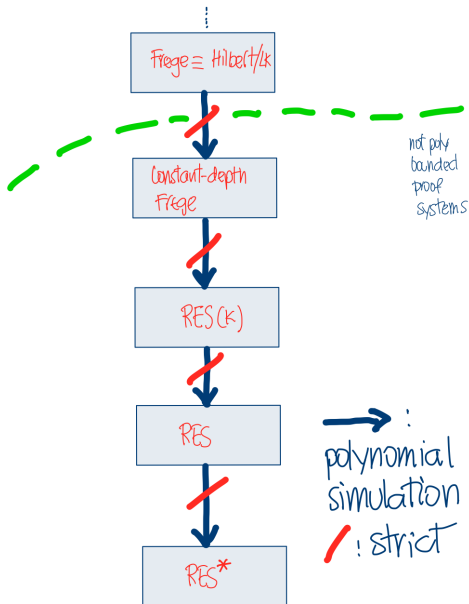 Frege ≡ Hilbert/LK
not poly
bounded
proof
systems
Constant-depth
Frege
RES(K)
RES
→ :
polynomial
simulation
/ : strict
RES*